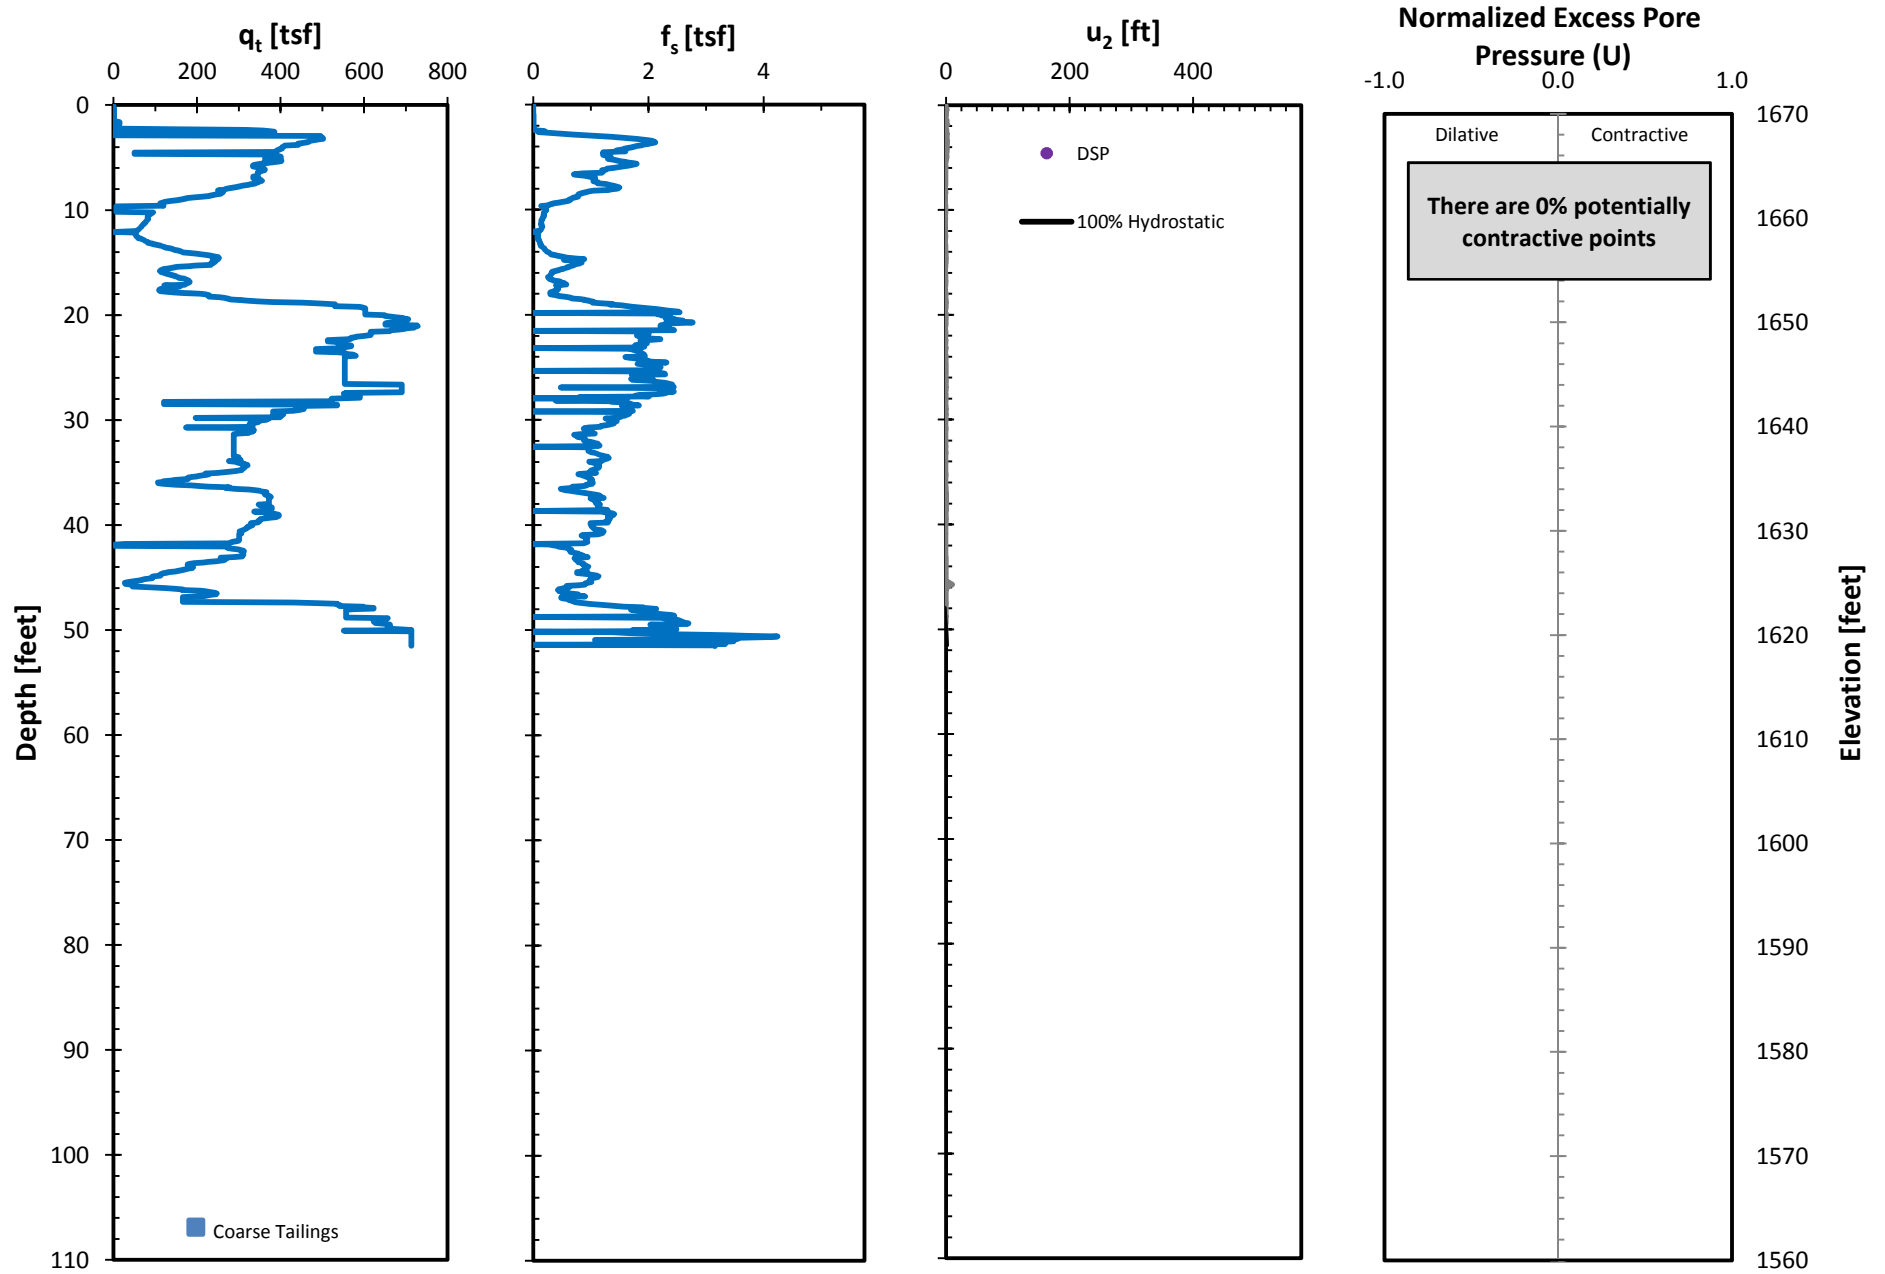 q_t [tsf]
0 200 400 600 800
f_s [tsf]
0 2 4
u_2 [ft]
0 200 400
Normalized Excess Pore
Pressure (U)
-1.0 0.0 1.0
Depth [feet]
0
10
20
30
40
50
60
70
80
90
100
110
Coarse Tailings
DSP
100% Hydrostatic
Dilative Contractive
There are 0% potentially
contractive points
1670
1660
1650
1640
1630
1620
1610
1600
1590
1580
1570
1560
Elevation [feet]